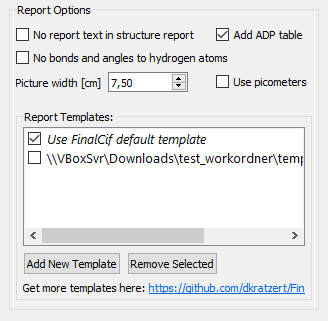 Report Options
No report text in structure report
Add ADP table
No bonds and angles to hydrogen atoms
Picture width [cm] 7,50
Use picometers
Report Templates:
Use FinalCif default template
\\VBoxSvr\Downloads\test_workordner\temp
Add New Template
Remove Selected
Get more templates here: https://github.com/dkratzert/Fin